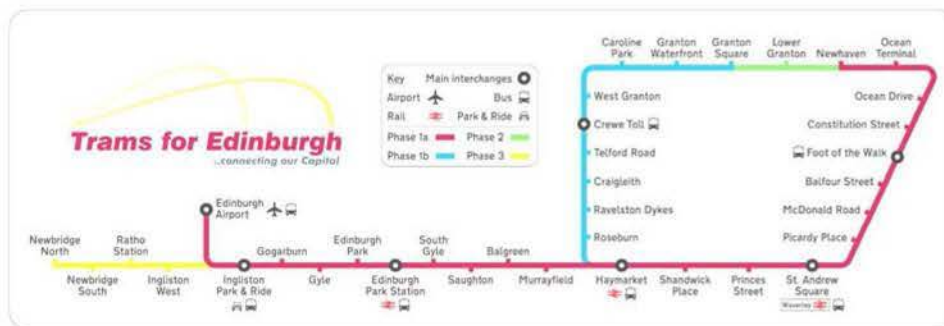 Trams for Edinburgh
...connecting our Capital
Key
Main interchanges
Airport
Bus
Rail
Park & Ride
Phase 1a
Phase 2
Phase 1b
Phase 3
Caroline
Park
Granton
Waterfront
Granton
Square
Lower
Granton
Newhaven
Ocean
Terminal
West Granton
Crewe Toll
Telford Road
Craigleith
Ravelston Dykes
Roseburn
Ocean Drive
Constitution Street
Foot of the Walk
Balfour Street
McDonald Road
Picardy Place
Edinburgh
Airport
Newbridge
North
Ratho
Station
Gogarburn
Edinburgh
Park
South
Gyle
Balgreen
Newbridge
South
Ingliston
West
Ingliston
Park & Ride
Gyle
Edinburgh
Park Station
Saughton
Murrayfield
Haymarket
Shandwick
Place
Princes
Street
St. Andrew
Square
Waverley